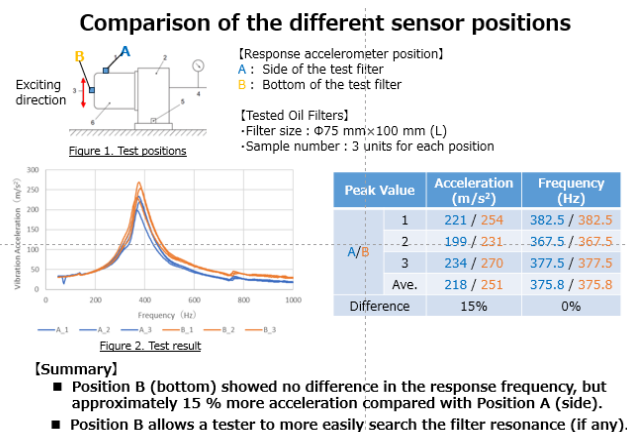 Comparison of the different sensor positions
B
A
1
2
3
4
5
6
Exciting
direction
Figure 1. Test positions
【Response accelerometer position】
A： Side of the test filter
B： Bottom of the test filter
【Tested Oil Filters】
・Filter size : Φ75 mm×100 mm (L)
・Sample number : 3 units for each position
Vibration Acceleration (m/s²)
300
250
200
150
100
50
0
0 200 400 600 800 1000
Frequency （Hz）
A_1 A_2 A_3 B_1 B_2 B_3
Figure 2. Test result
Peak Value Acceleration (m/s²) Frequency (Hz)
A/B
1 221 / 254 382.5 / 382.5
2 199 / 231 367.5 / 367.5
3 234 / 270 377.5 / 377.5
Ave. 218 / 251 375.8 / 375.8
Difference 15% 0%
【Summary】
■ Position B (bottom) showed no difference in the response frequency, but
approximately 15 % more acceleration compared with Position A (side).
■ Position B allows a tester to more easily search the filter resonance (if any).